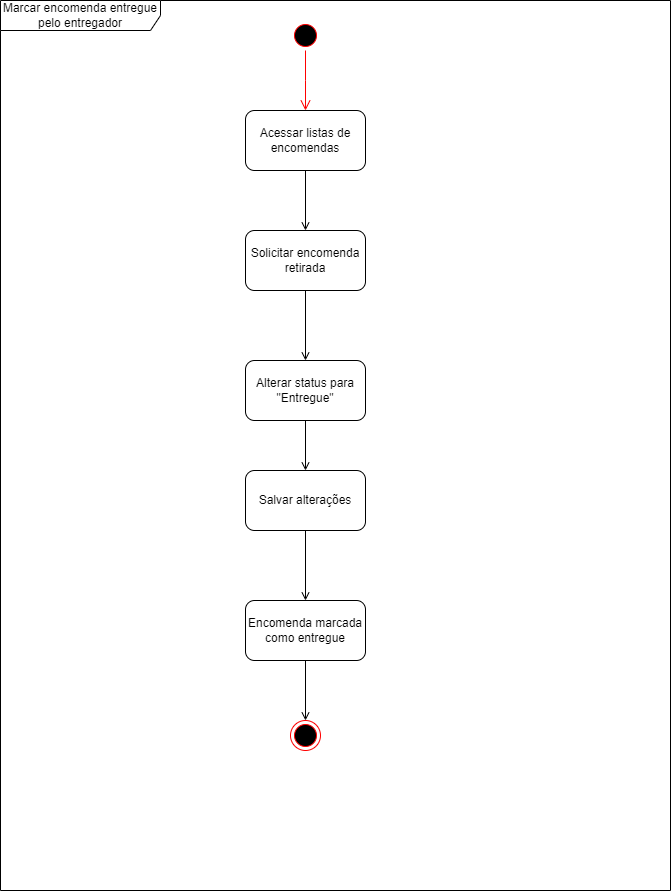 Marcar encomenda entregue
pelo entregador
Acessar listas de
encomendas
Solicitar encomenda
retirada
Alterar status para
"Entregue"
Salvar alterações
Encomenda marcada
como entregue